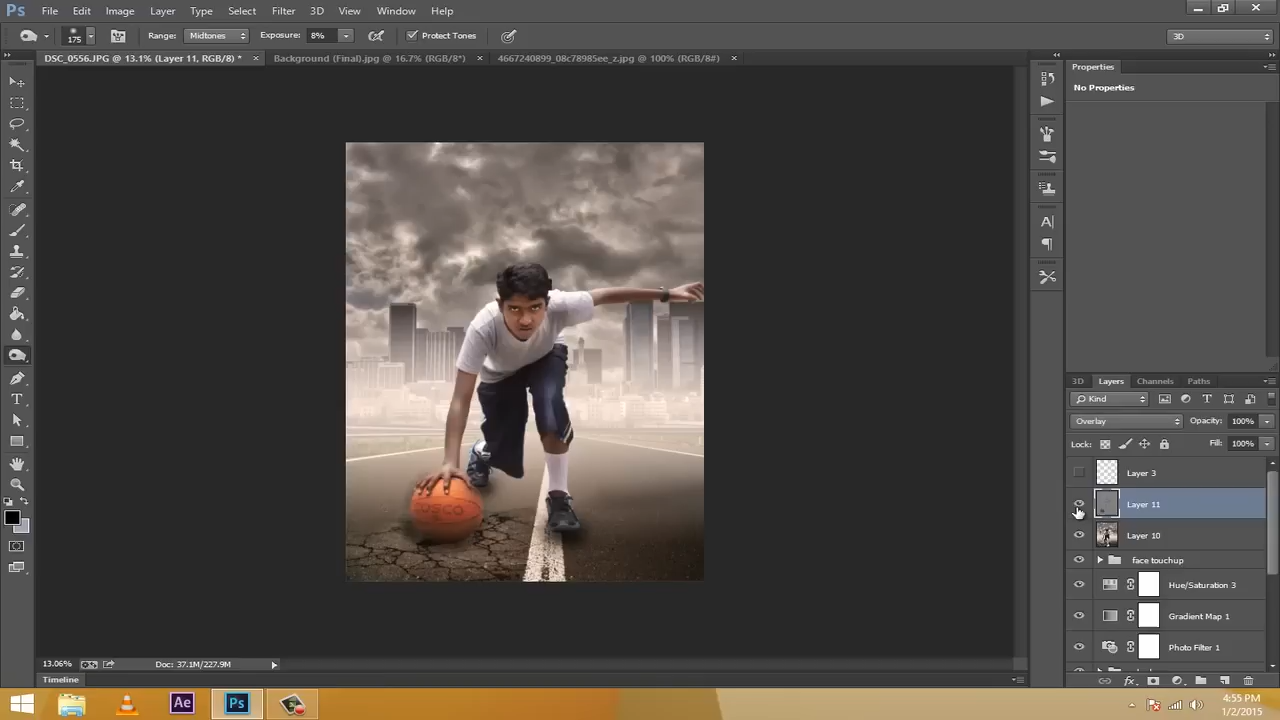 Ps File Edit Image Layer Type Select Filter 3D View Window Help
175 Range: Midtones Exposure: 8% Protect Tones 3D
DSC_0556.JPG @ 13.1% (Layer 11, RGB/8) * × Background (Final).jpg @ 16.7% (RGB/8*) × 4667240899_08c78985ee_z.jpg @ 100% (RGB/8#) ×
Properties
No Properties
3D Layers Channels Paths
Kind
Overlay Opacity: 100%
Lock: Fill: 100%
Layer 3
Layer 11
Layer 10
face touchup
Hue/Saturation 3
Gradient Map 1
Photo Filter 1
COSCO
13.06% Doc: 37.1M/227.9M
Timeline
Ae Ps 4:55 PM
1/2/2015